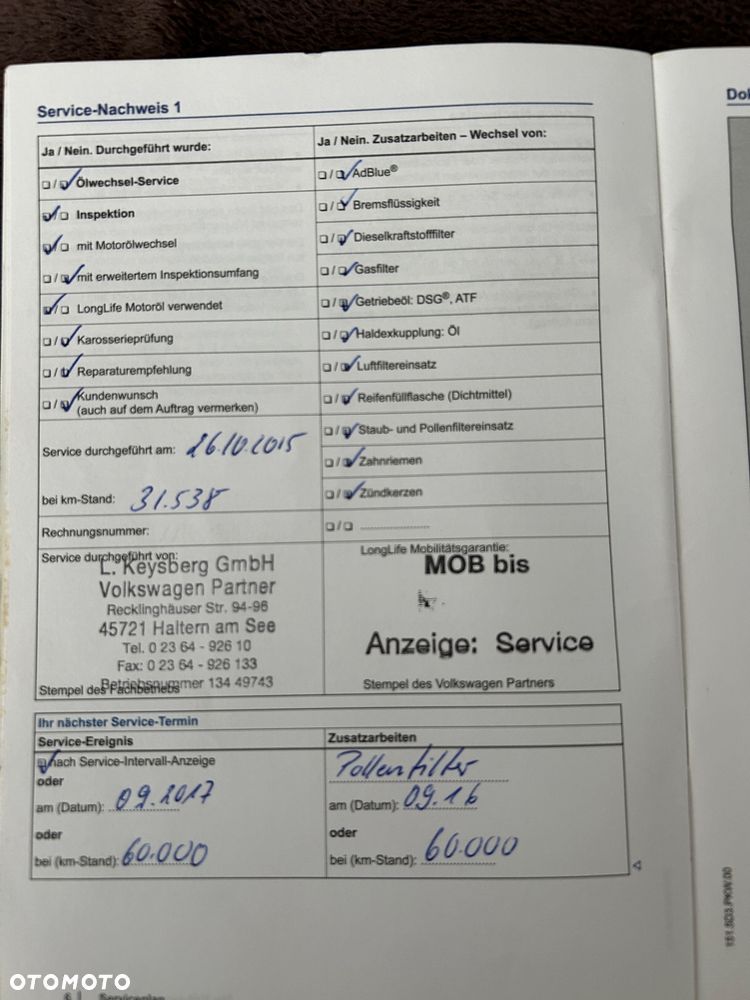 Service-Nachweis 1
Dol
Ja / Nein. Durchgeführt wurde:
☐ / ☑ Ölwechsel-Service
☑ / ☐ Inspektion
☑ / ☐ mit Motorölwechsel
☐ / ☑ mit erweitertem Inspektionsumfang
☑ / ☐ LongLife Motoröl verwendet
☐ / ☑ Karosserieprüfung
☐ / ☑ Reparaturempfehlung
☐ / ☑ Kundenwunsch
(auch auf dem Auftrag vermerken)
Service durchgeführt am: 26.10.2015
bei km-Stand: 31.538
Rechnungsnummer:
Ja / Nein. Zusatzarbeiten – Wechsel von:
☐ / ☑ AdBlue®
☐ / ☑ Bremsflüssigkeit
☐ / ☑ Dieselkraftstofffilter
☐ / ☑ Gasfilter
☐ / ☑ Getriebeöl: DSG®, ATF
☐ / ☑ Haldexkupplung: Öl
☐ / ☑ Luftfiltereinsatz
☐ / ☑ Reifenfüllflasche (Dichtmittel)
☐ / ☑ Staub- und Pollenfiltereinsatz
☐ / ☑ Zahnriemen
☐ / ☑ Zündkerzen
☐ / ☐ ....................
Service durchgeführt von:
L. Keysberg GmbH
Volkswagen Partner
Recklinghäuser Str. 94-96
45721 Haltern am See
Tel. 0 23 64 - 926 10
Fax: 0 23 64 - 926 133
Betriebsnummer 134 49743
Stempel des Fachbetriebs
LongLife Mobilitätsgarantie:
MOB bis
Anzeige: Service
Stempel des Volkswagen Partners
Ihr nächster Service-Termin
Service-Ereignis
☑ nach Service-Intervall-Anzeige
oder
am (Datum): 09.2017
oder
bei (km-Stand): 60.000
Zusatzarbeiten
Pollenfilter
am (Datum): 09.16
oder
bei (km-Stand): 60.000
6 | Serviceplan
OTOMOTO